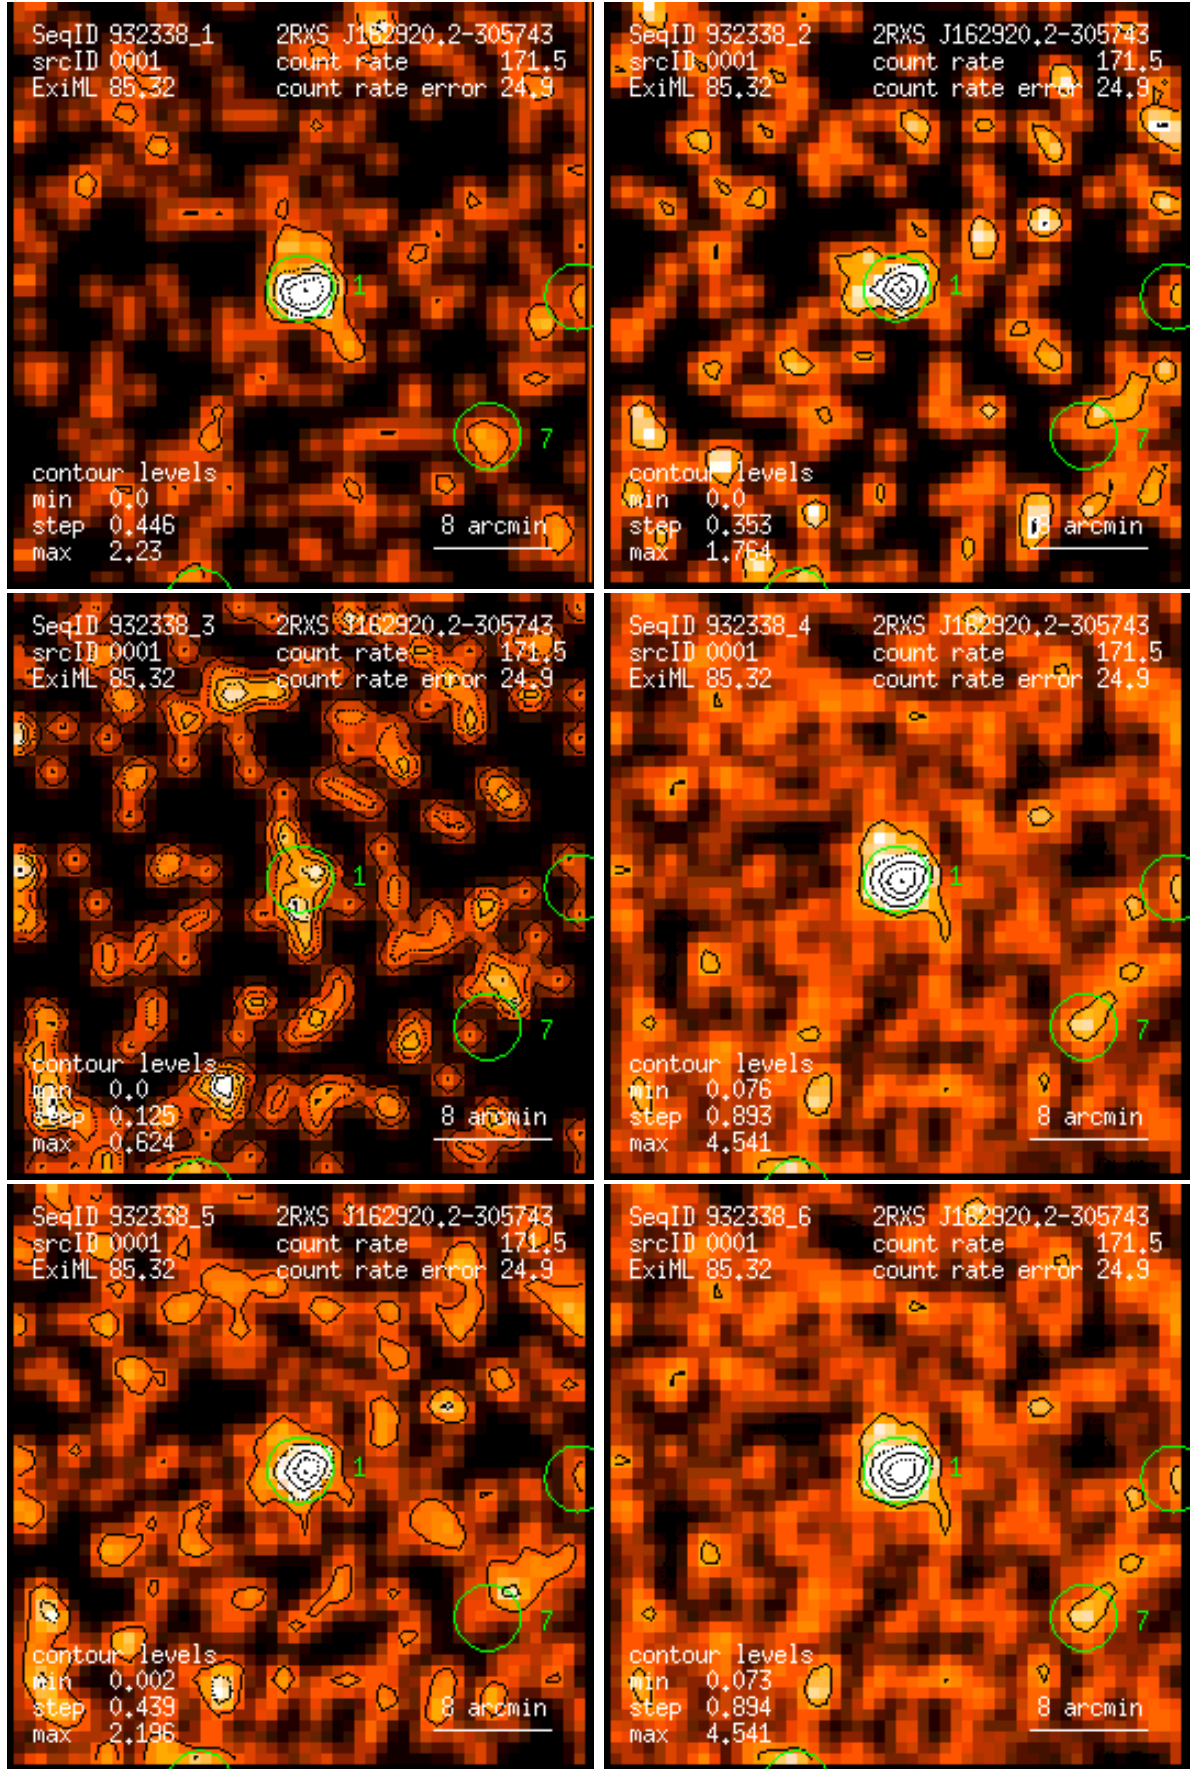 SeqID 932338_1 2RXS J162920.2-305743
srcID 0001 count rate 171.5
ExiML 85.32 count rate error 24.9
1
7
contour levels
min 0.0
step 0.446 8 arcmin
max 2.23
SeqID 932338_2 2RXS J162920.2-305743
srcID 0001 count rate 171.5
ExiML 85.32 count rate error 24.9
1
7
contour levels
min 0.0
step 0.353 8 arcmin
max 1.764
SeqID 932338_3 2RXS J162920.2-305743
srcID 0001 count rate 171.5
ExiML 85.32 count rate error 24.9
1
7
contour levels
min 0.0
step 0.125 8 arcmin
max 0.624
SeqID 932338_4 2RXS J162920.2-305743
srcID 0001 count rate 171.5
ExiML 85.32 count rate error 24.9
1
7
contour levels
min 0.076
step 0.893 8 arcmin
max 4.541
SeqID 932338_5 2RXS J162920.2-305743
srcID 0001 count rate 171.5
ExiML 85.32 count rate error 24.9
1
7
contour levels
min 0.002
step 0.439 8 arcmin
max 2.196
SeqID 932338_6 2RXS J162920.2-305743
srcID 0001 count rate 171.5
ExiML 85.32 count rate error 24.9
1
7
contour levels
min 0.073
step 0.894 8 arcmin
max 4.541